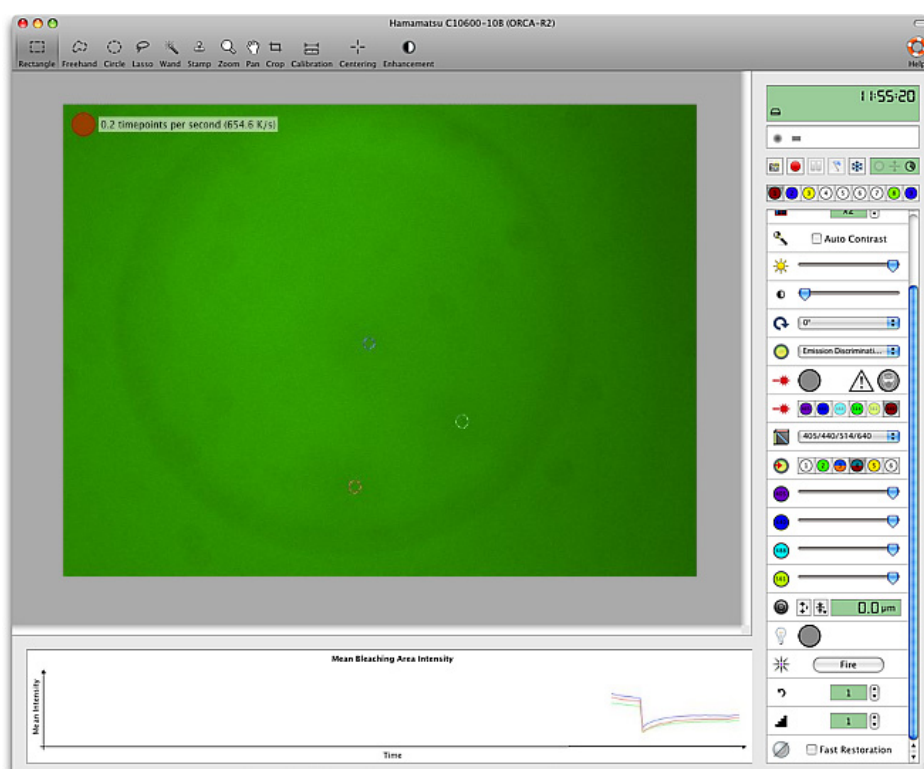 Hamamatsu C10600-10B (ORCA-R2)
Rectangle Freehand Circle Lasso Wand Stamp Zoom Pan Crop Calibration Centering Enhancement Help
11:55:20
0.2 timepoints per second (654.6 K/s)
x2
Auto Contrast
0°
Emission Discriminati...
405/440/514/640
0.0 µm
Fire
1
1
Fast Restoration
Mean Bleaching Area Intensity
Mean Intensity
Time